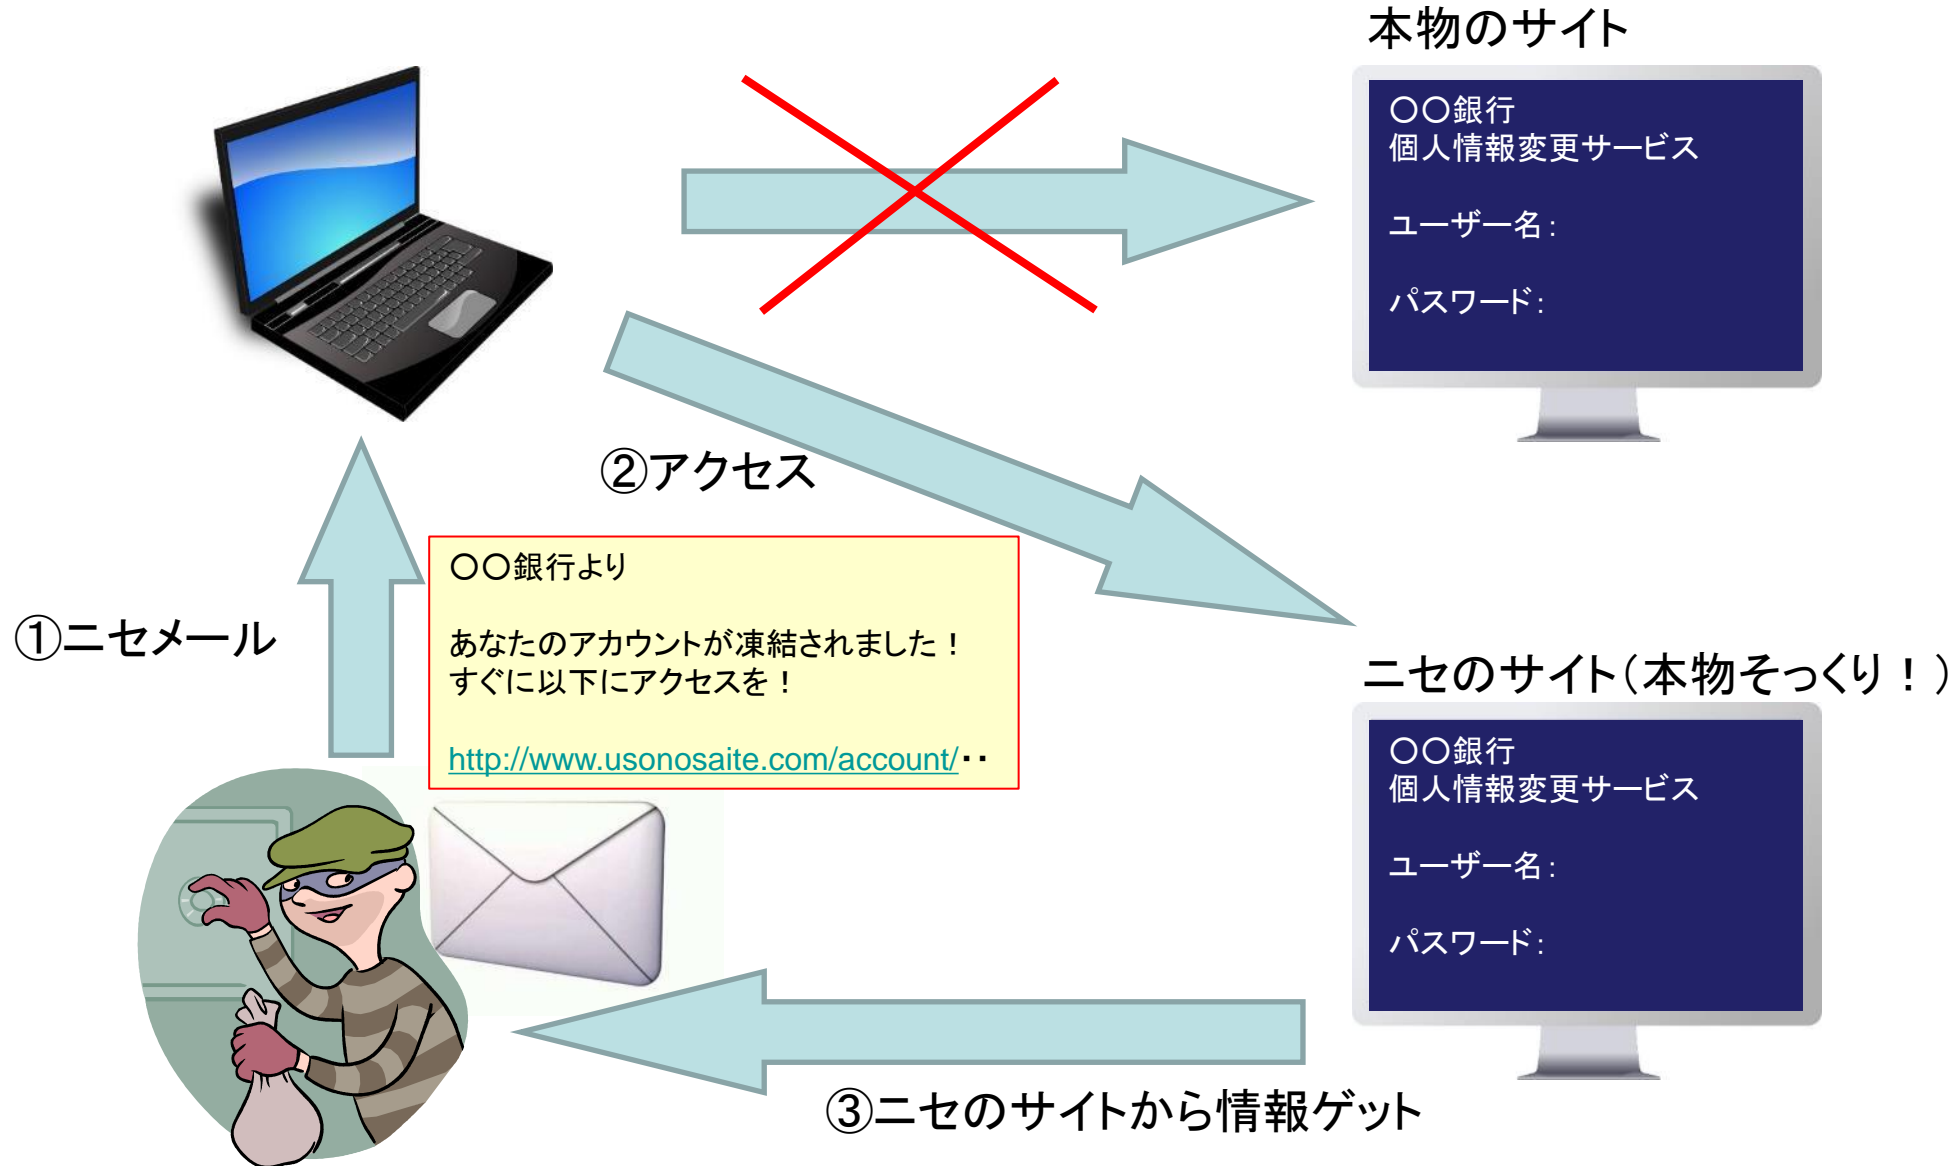 本物のサイト
〇〇銀行
個人情報変更サービス
ユーザー名：
パスワード：
②アクセス
〇〇銀行より
あなたのアカウントが凍結されました！
すぐに以下にアクセスを！
http://www.usonosaite.com/account/・・
①ニセメール
ニセのサイト（本物そっくり！）
〇〇銀行
個人情報変更サービス
ユーザー名：
パスワード：
③ニセのサイトから情報ゲット